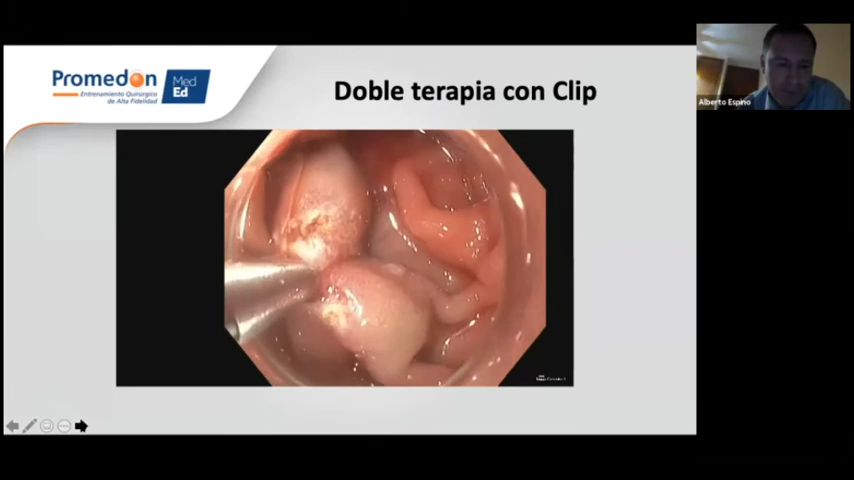 Promedon
Entrenamiento Quirúrgico
de Alta Fidelidad
Med
Ed
Doble terapia con Clip
Alberto Espino